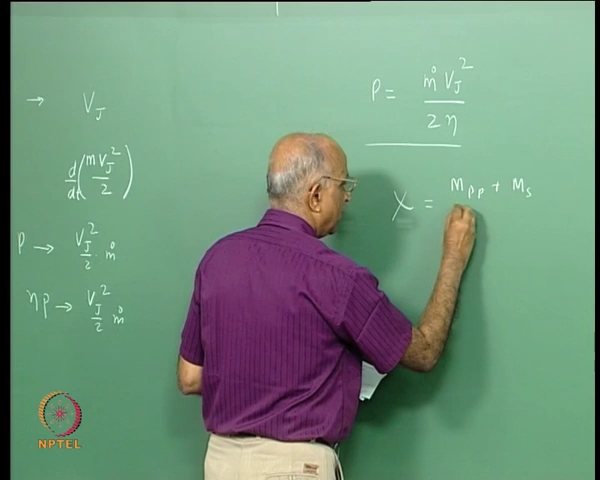 → V_J
d/dt (m V_J^2 / 2)
P → V_J^2/2 · ṁ
ηP → V_J^2/2 ṁ
P = ṁ V_J^2 / 2η
X = M_PP + M_S
NPTEL